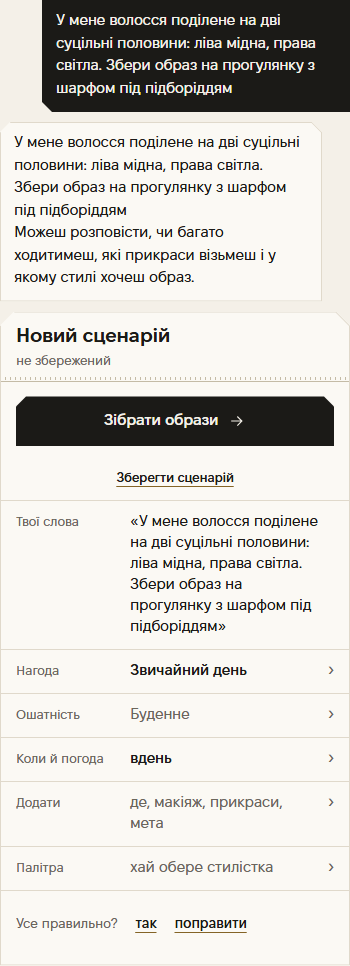 У мене волосся поділене на дві
суцільні половини: ліва мідна, права
світла. Збери образ на прогулянку з
шарфом під підборіддям
У мене волосся поділене на дві суцільні
половини: ліва мідна, права світла.
Збери образ на прогулянку з шарфом
під підборіддям
Можеш розповісти, чи багато
ходитимеш, які прикраси візьмеш і у
якому стилі хочеш образ.
Новий сценарій
не збережений
Зібрати образи →
Зберегти сценарій
Твої слова
«У мене волосся поділене
на дві суцільні половини:
ліва мідна, права світла.
Збери образ на
прогулянку з шарфом під
підборіддям»
Нагода Звичайний день ›
Ошатність Буденне ›
Коли й погода вдень ›
Додати де, макіяж, прикраси, ›
мета
Палітра хай обере стилістка ›
Усе правильно? так поправити